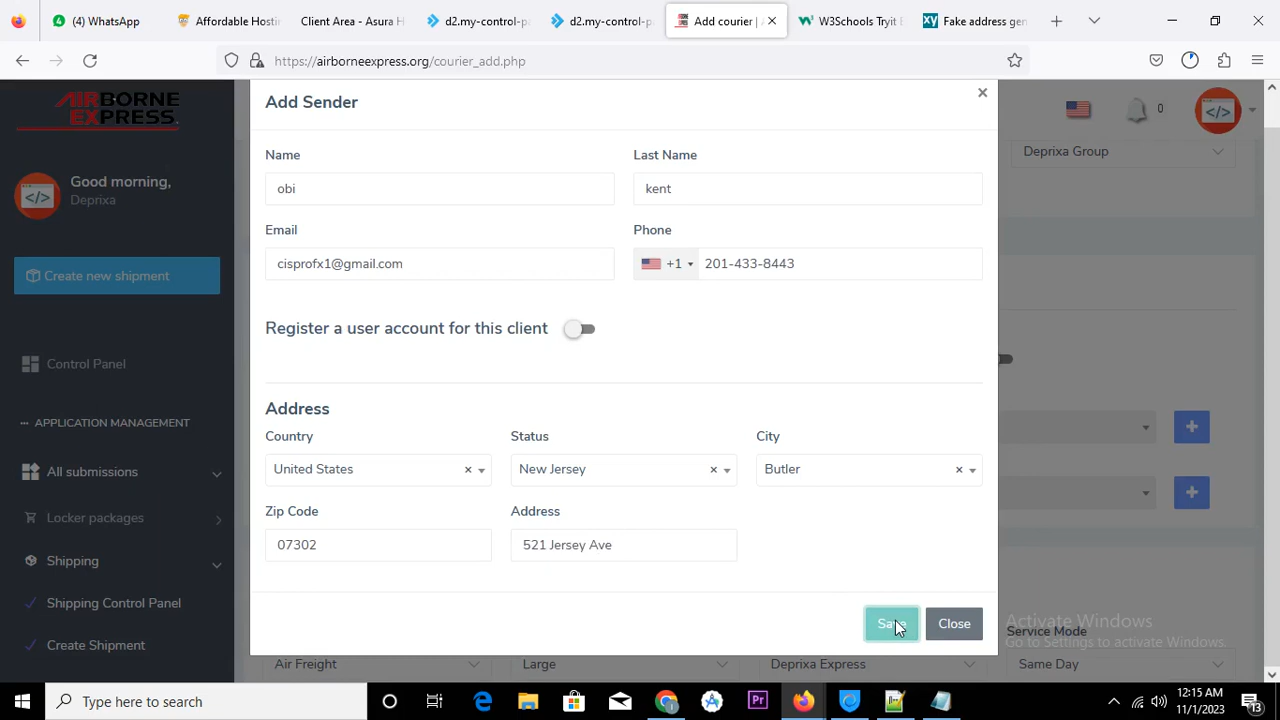 (4) WhatsApp
Affordable Hosti
Client Area - Asura H
d2.my-control-p
d2.my-control-p
Add courier | A
W3Schools Tryit E
Fake address gen
https://airborneexpress.org/courier_add.php
AIRBORNE
EXPRESS
Good morning,
Deprixa
Create new shipment
Control Panel
APPLICATION MANAGEMENT
All submissions
Locker packages
Shipping
Shipping Control Panel
Create Shipment
0
Deprixa Group
Add Sender
×
Name
Last Name
obi
kent
Email
Phone
cisprofx1@gmail.com
+1
201-433-8443
Register a user account for this client
Address
Country
Status
City
United States
×
New Jersey
×
Butler
×
Zip Code
Address
07302
521 Jersey Ave
Save
Close
Activate Windows
Go to Settings to activate Windows.
Service Mode
Air Freight
Large
Deprixa Express
Same Day
Type here to search
Pr
12:15 AM
11/1/2023
13